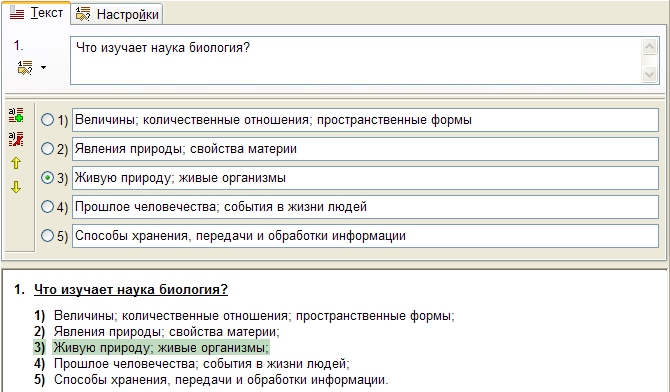 Текст Настройки
1. Что изучает наука биология?
1) Величины; количественные отношения; пространственные формы
2) Явления природы; свойства материи
3) Живую природу; живые организмы
4) Прошлое человечества; события в жизни людей
5) Способы хранения, передачи и обработки информации
1. Что изучает наука биология?
1) Величины; количественные отношения; пространственные формы;
2) Явления природы; свойства материи;
3) Живую природу; живые организмы;
4) Прошлое человечества; события в жизни людей;
5) Способы хранения, передачи и обработки информации.